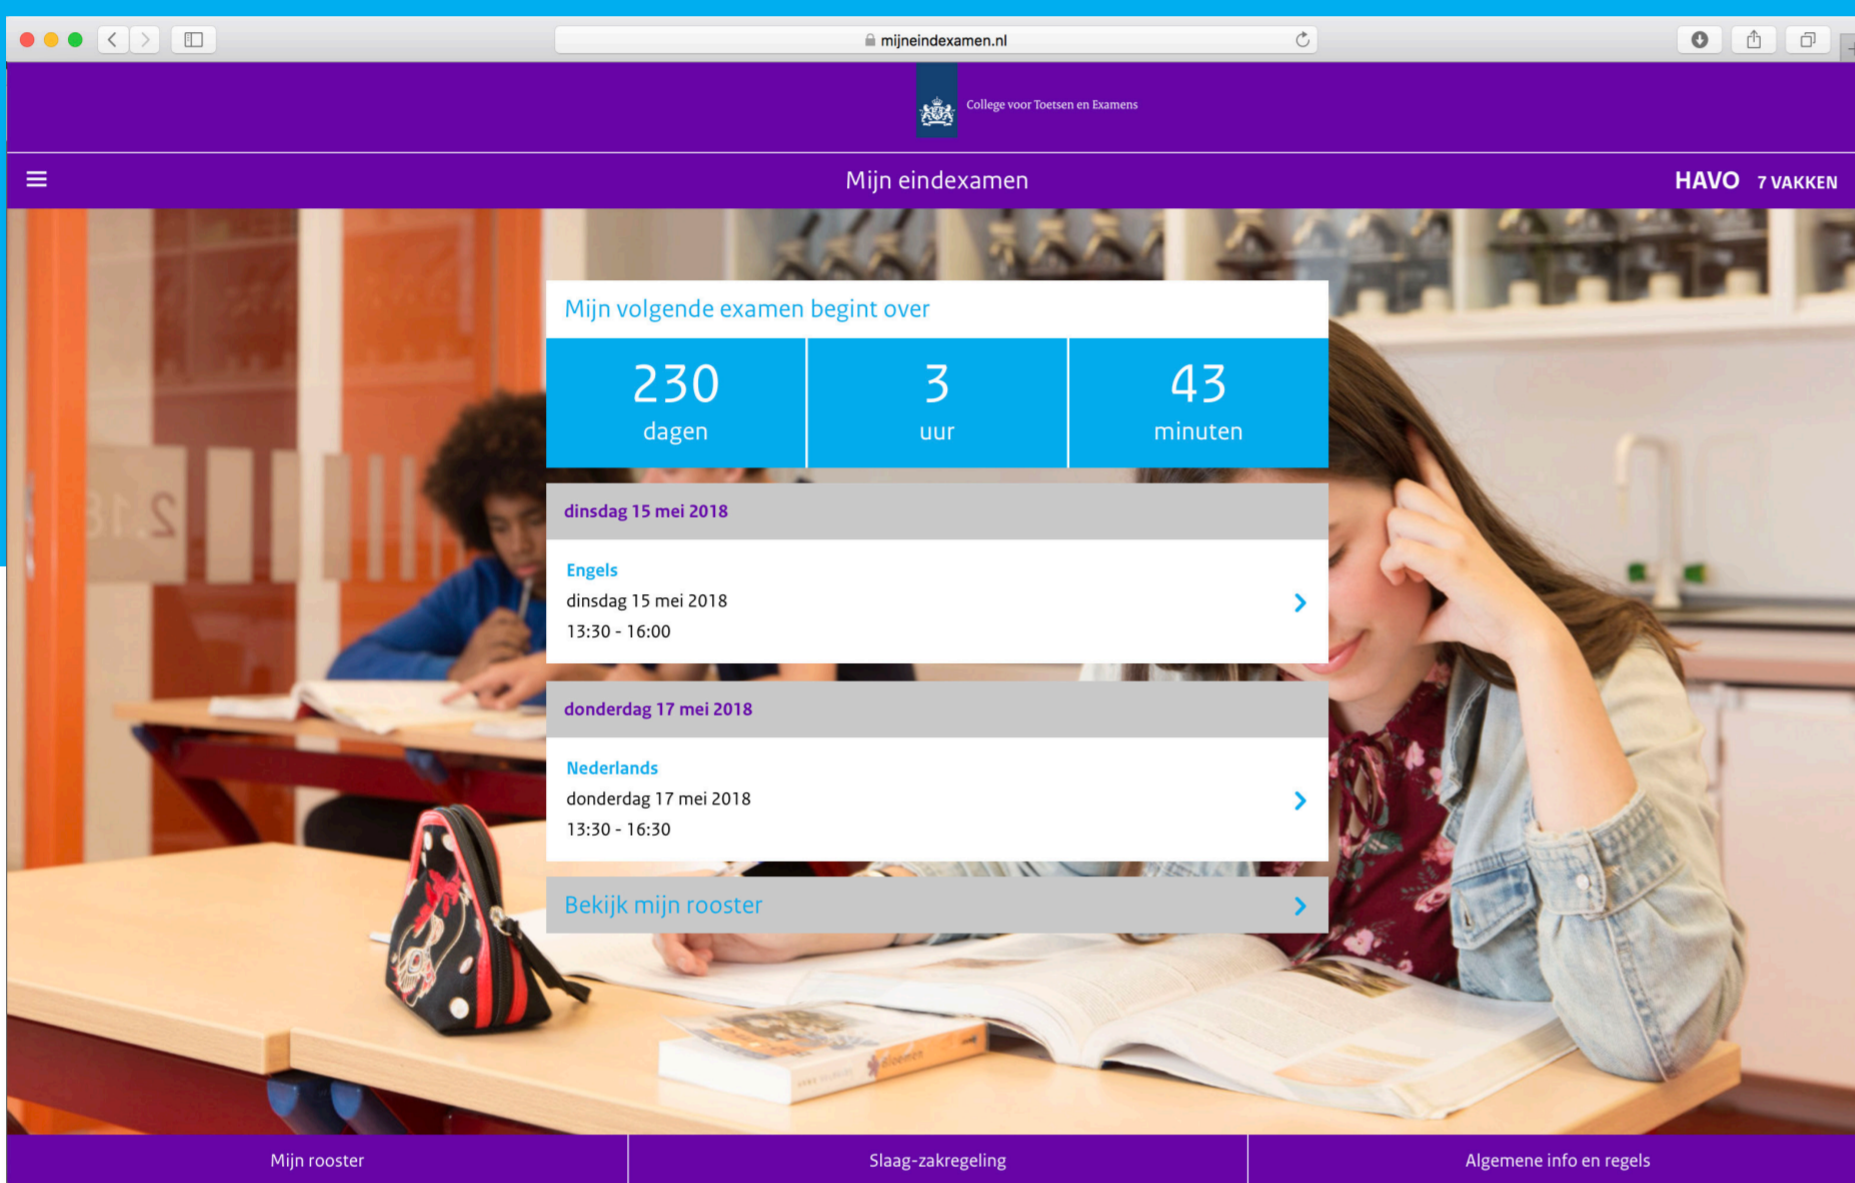 mijneindexamen.nl
College voor Toetsen en Examens
Mijn eindexamen
HAVO 7 VAKKEN
Mijn volgende examen begint over
230 3 43
dagen uur minuten
dinsdag 15 mei 2018
Engels
dinsdag 15 mei 2018
13:30 - 16:00
donderdag 17 mei 2018
Nederlands
donderdag 17 mei 2018
13:30 - 16:30
Bekijk mijn rooster
2.18
Bloemen
Mijn rooster
Slaag-zakregeling
Algemene info en regels